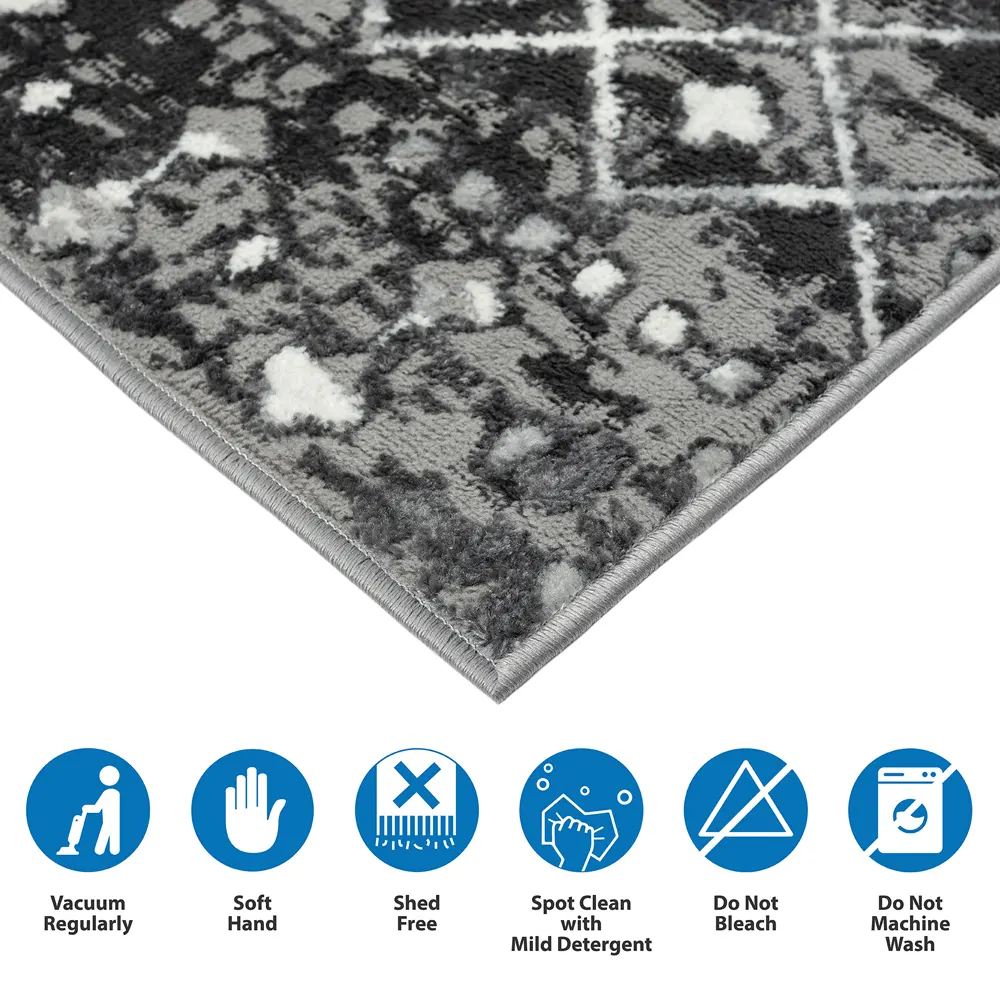 Vacuum
Regularly
Soft
Hand
Shed
Free
Spot Clean
with
Mild Detergent
Do Not
Bleach
Do Not
Machine
Wash